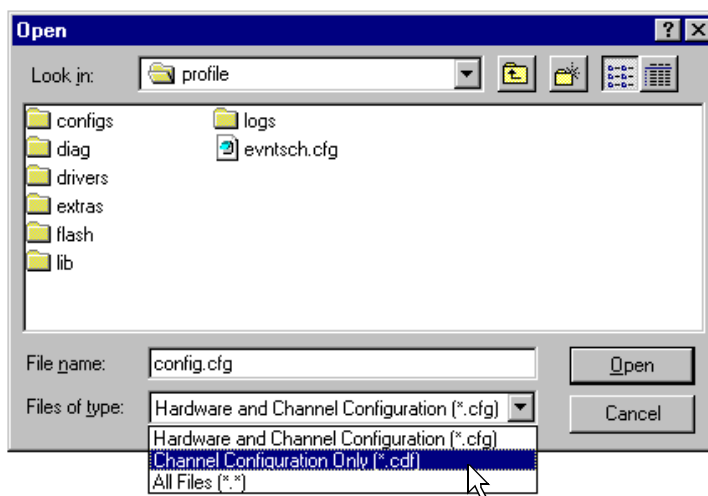 Open
Look in: profile
configs logs
diag evntsch.cfg
drivers
extras
flash
lib
File name: config.cfg Open
Files of type: Hardware and Channel Configuration (*.cfg) Cancel
Hardware and Channel Configuration (*.cfg)
Channel Configuration Only (*.cdf)
All Files (*.*)